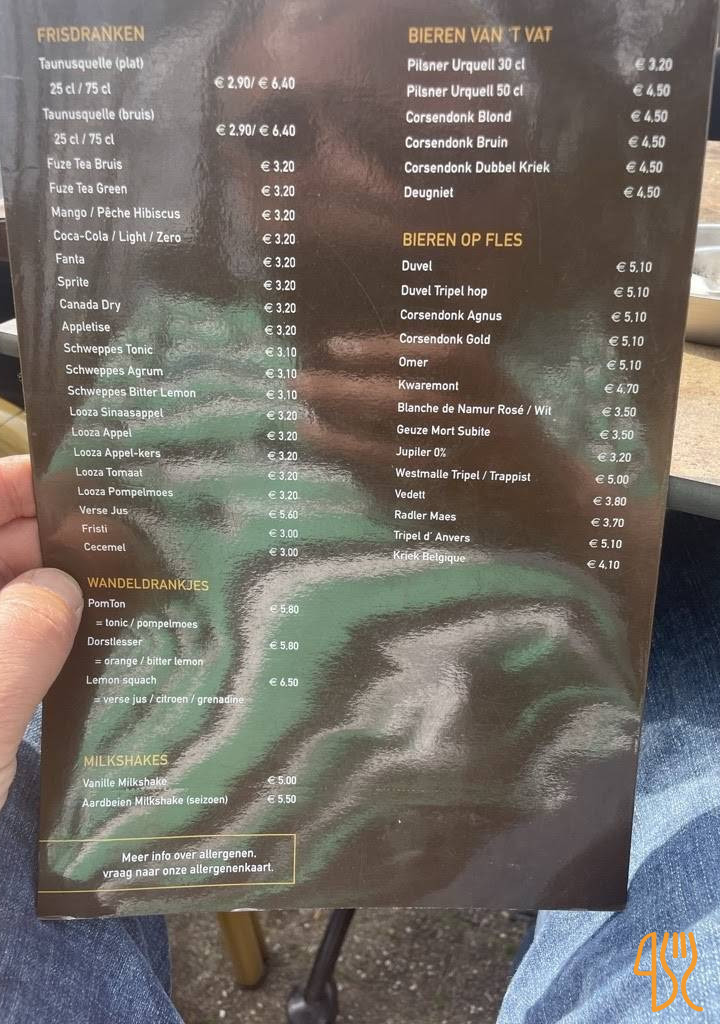 FRISDRANKEN
Taunusquelle (plat)
25 cl / 75 cl € 2,90/ € 6,40
Taunusquelle (bruis)
25 cl / 75 cl € 2,90/ € 6,40
Fuze Tea Bruis € 3,20
Fuze Tea Green € 3,20
Mango / Pêche Hibiscus € 3,20
Coca-Cola / Light / Zero € 3,20
Fanta € 3,20
Sprite € 3,20
Canada Dry € 3,20
Appletise € 3,20
Schweppes Tonic € 3,10
Schweppes Agrum € 3,10
Schweppes Bitter Lemon € 3,10
Looza Sinaasappel € 3,20
Looza Appel € 3,20
Looza Appel-kers € 3,20
Looza Tomaat € 3,20
Looza Pompelmoes € 3,20
Verse Jus € 5,60
Fristi € 3,00
Cecemel € 3,00
WANDELDRANKJES
PomTon € 5,80
= tonic / pompelmoes
Dorstlesser € 5,80
= orange / bitter lemon
Lemon squach € 6,50
= verse jus / citroen / grenadine
MILKSHAKES
Vanille Milkshake € 5,00
Aardbeien Milkshake (seizoen) € 5,50
Meer info over allergenen,
vraag naar onze allergenenkaart.
BIEREN VAN 'T VAT
Pilsner Urquell 30 cl € 3,20
Pilsner Urquell 50 cl € 4,50
Corsendonk Blond € 4,50
Corsendonk Bruin € 4,50
Corsendonk Dubbel Kriek € 4,50
Deugniet € 4,50
BIEREN OP FLES
Duvel € 5,10
Duvel Tripel hop € 5,10
Corsendonk Agnus € 5,10
Corsendonk Gold € 5,10
Omer € 5,10
Kwaremont € 4,70
Blanche de Namur Rosé / Wit € 3,50
Geuze Mort Subite € 3,50
Jupiler 0% € 3,20
Westmalle Tripel / Trappist € 5,00
Vedett € 3,80
Radler Maes € 3,70
Tripel d' Anvers € 5,10
Kriek Belgique € 4,10